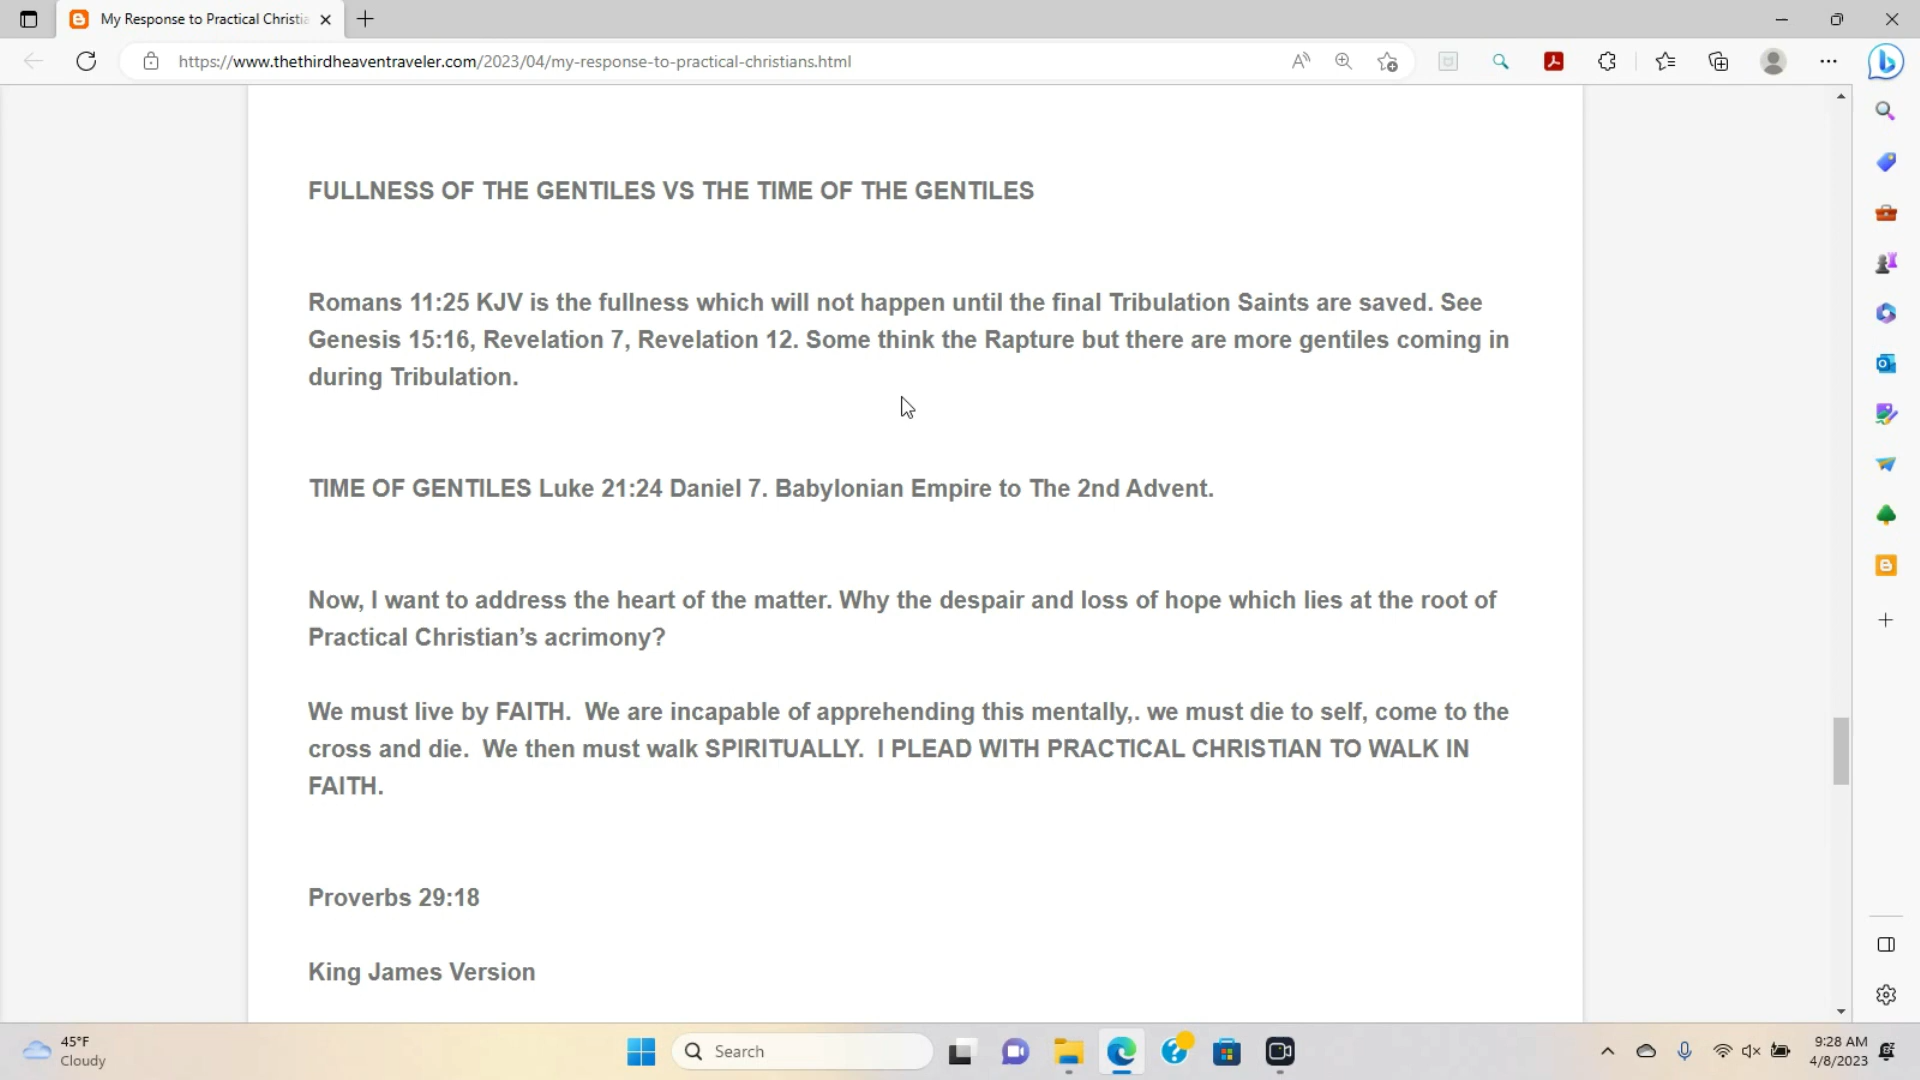 My Response to Practical Christia
https://www.thethirdheaventraveler.com/2023/04/my-response-to-practical-christians.html
FULLNESS OF THE GENTILES VS THE TIME OF THE GENTILES
Romans 11:25 KJV is the fullness which will not happen until the final Tribulation Saints are saved. See
Genesis 15:16, Revelation 7, Revelation 12. Some think the Rapture but there are more gentiles coming in
during Tribulation.
TIME OF GENTILES Luke 21:24 Daniel 7. Babylonian Empire to The 2nd Advent.
Now, I want to address the heart of the matter. Why the despair and loss of hope which lies at the root of
Practical Christian’s acrimony?
We must live by FAITH.  We are incapable of apprehending this mentally,. we must die to self, come to the
cross and die.  We then must walk SPIRITUALLY.  I PLEAD WITH PRACTICAL CHRISTIAN TO WALK IN
FAITH.
Proverbs 29:18
King James Version
45°F
Cloudy
Search
9:28 AM
4/8/2023